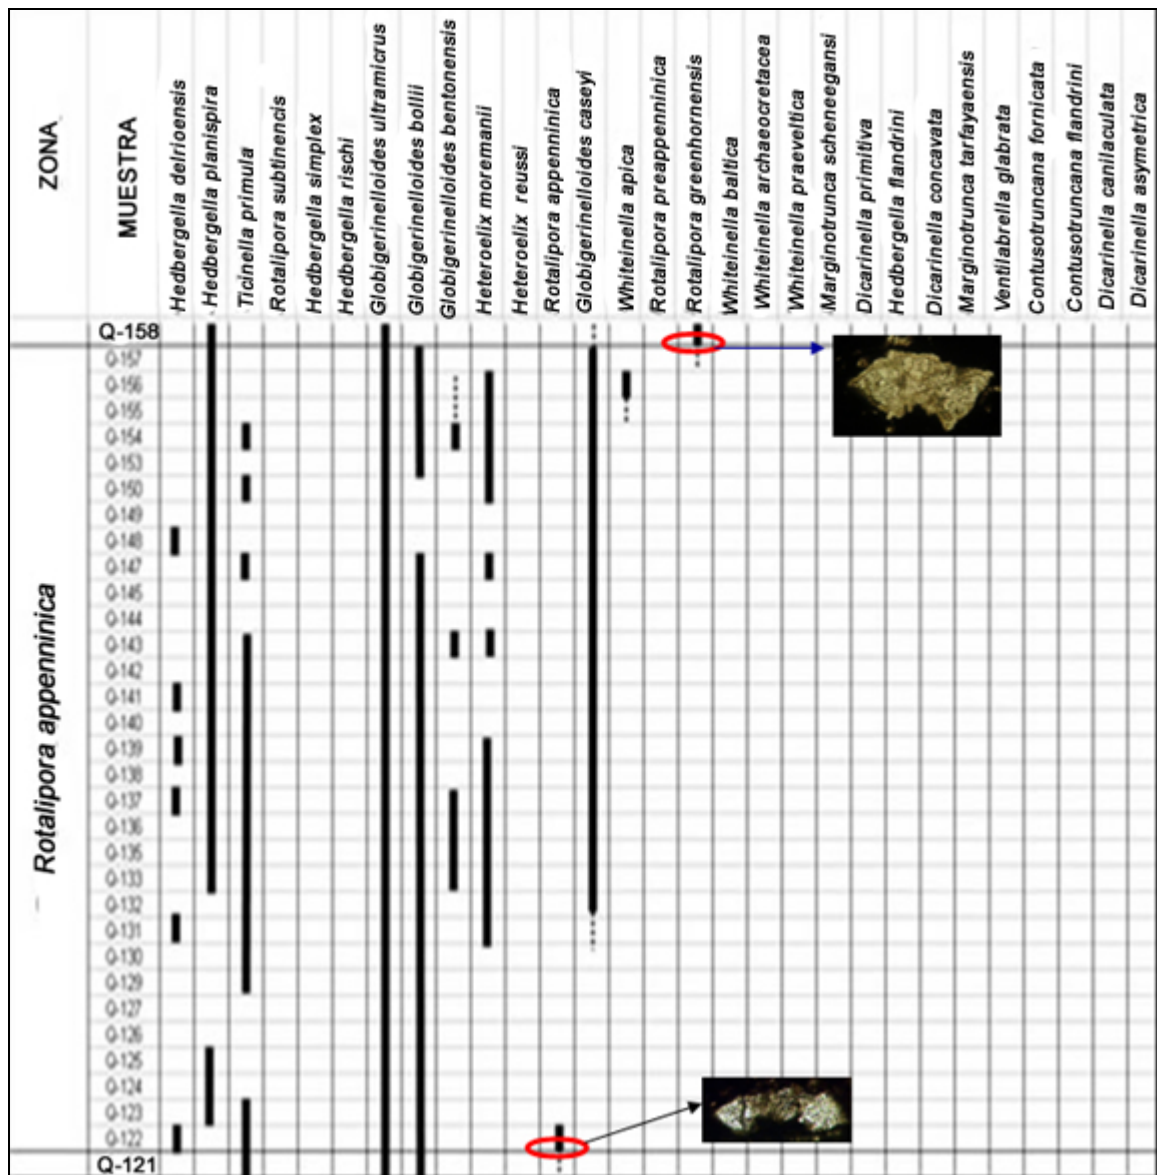 ZONA
MUESTRA
Hedbergella delrioensis
Hedbergella planispira
Ticinella primula
Rotalipora subtinencis
Hedbergella simplex
Hedbergella rischi
Globigerinelloides ultramicrus
Globigerinelloides bollii
Globigerinelloides bentonensis
Heteroelix moremanii
Heteroelix reussi
Rotalipora appenninica
Globigerinelloides caseyi
Whiteinella apica
Rotalipora preappenninica
Rotalipora greenhornensis
Whiteinella baltica
Whiteinella archaeocretacea
Whiteinella praeveltica
Marginotrunca scheneegansi
Dicarinella primitiva
Hedbergella flandrini
Dicarinella concavata
Marginotrunca tarfayaensis
Ventilabrella glabrata
Contusotruncana fornicata
Contusotruncana flandrini
Dicarinella canilaculata
Dicarinella asymetrica
Q-158
Q-157
Q-156
Q-155
Q-154
Q-153
Q-150
Q-149
Q-148
Q-147
Q-145
Q-144
Q-143
Q-142
Q-141
Q-140
Q-139
Q-138
Q-137
Q-136
Q-135
Q-133
Q-132
Q-131
Q-130
Q-129
Q-127
Q-126
Q-125
Q-124
Q-123
Q-122
Q-121
Rotalipora appenninica